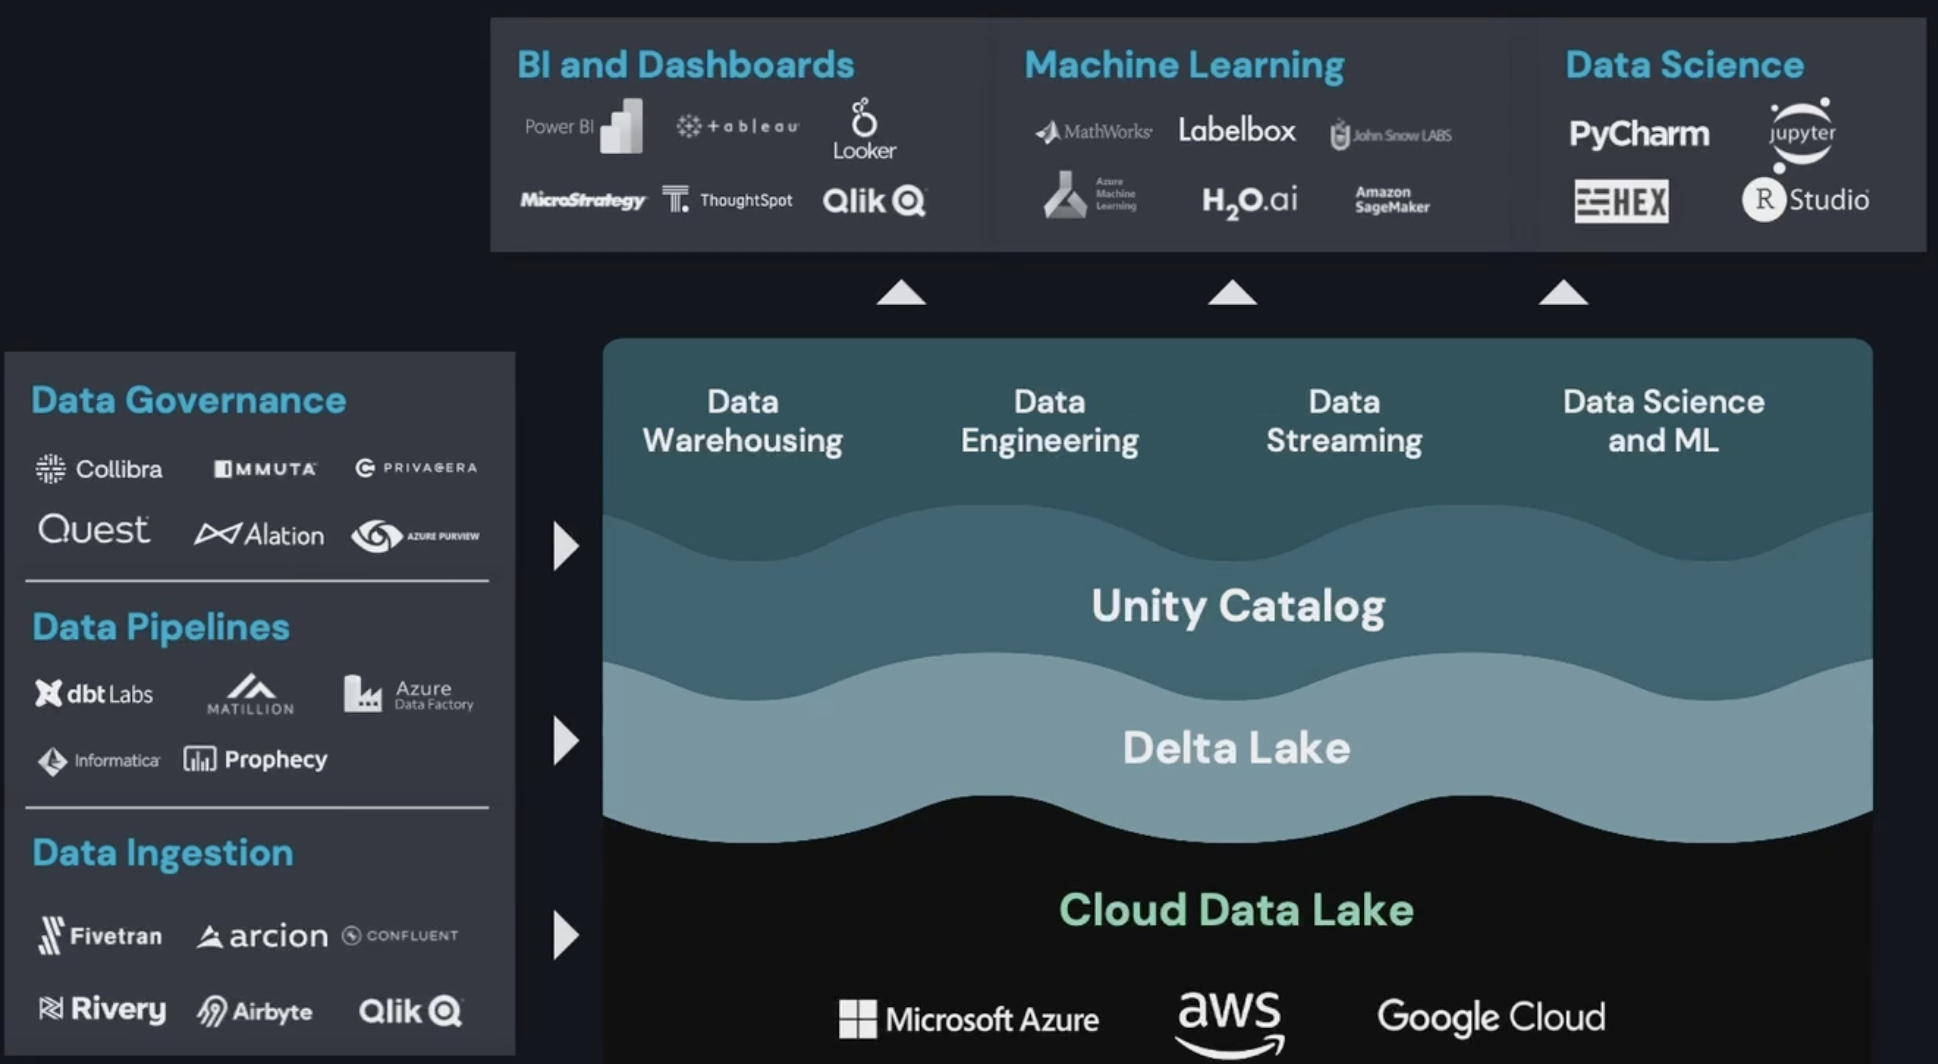 BI and Dashboards
Power BI
+ableau
Looker
MicroStrategy
ThoughtSpot
Qlik
Machine Learning
MathWorks
Labelbox
John Snow LABS
Azure
Machine
Learning
H2O.ai
Amazon
SageMaker
Data Science
PyCharm
jupyter
HEX
R Studio
Data Governance
Collibra
IMMUTA
PRIVACERA
Quest
Alation
AZURE PURVIEW
Data Pipelines
dbt Labs
MATILLION
Azure
Data Factory
Informatica
Prophecy
Data Ingestion
Fivetran
arcion
CONFLUENT
Rivery
Airbyte
Qlik
Data
Warehousing
Data
Engineering
Data
Streaming
Data Science
and ML
Unity Catalog
Delta Lake
Cloud Data Lake
Microsoft Azure
aws
Google Cloud